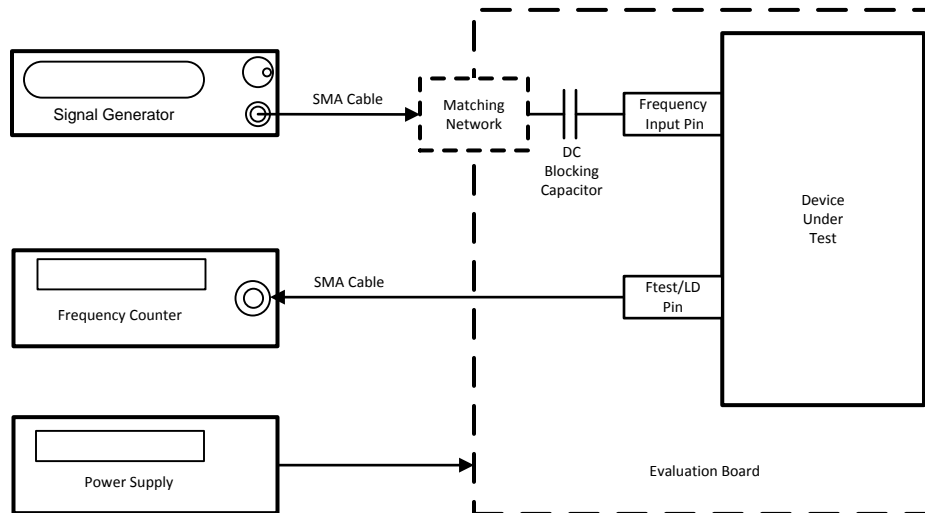 Signal Generator
SMA Cable
Matching
Network
DC
Blocking
Capacitor
Frequency
Input Pin
Device
Under
Test
Frequency Counter
SMA Cable
Ftest/LD
Pin
Power Supply
Evaluation Board